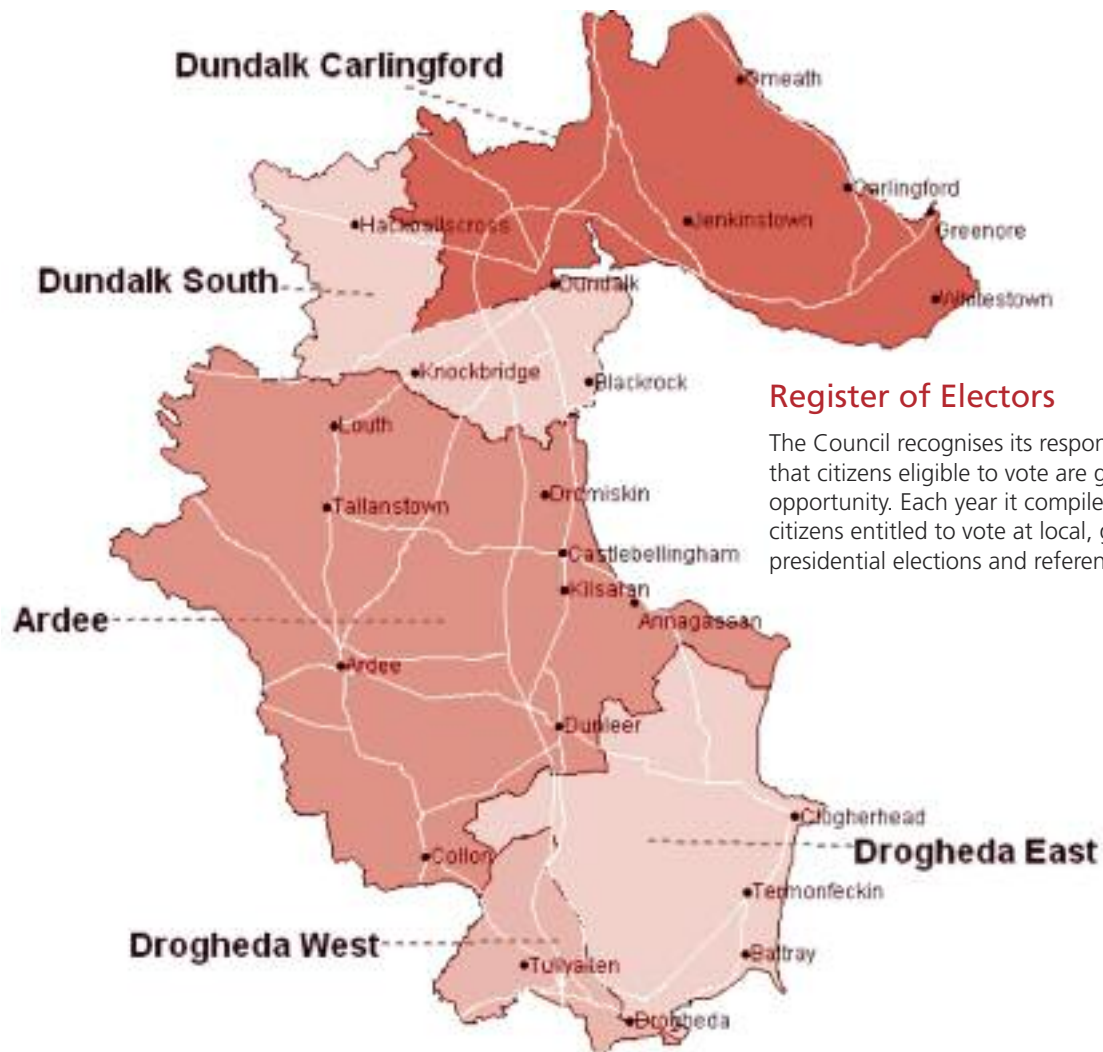 Dundalk Carlingford
Omeath
Carlingford
Jenkinstown
Greenore
Hackballscross
Dundalk South
Dundalk
Whitestown
Knockbridge
Blackrock
Register of Electors
The Council recognises its respon
that citizens eligible to vote are g
opportunity. Each year it compile
citizens entitled to vote at local, g
presidential elections and referen
Louth
Dromiskin
Tallanstown
Castlebellingham
Kilsaran
Ardee
Annagassan
Ardee
Dunleer
Clogherhead
Drogheda East
Collon
Termonfeckin
Drogheda West
Baltray
Tullyallen
Drogheda